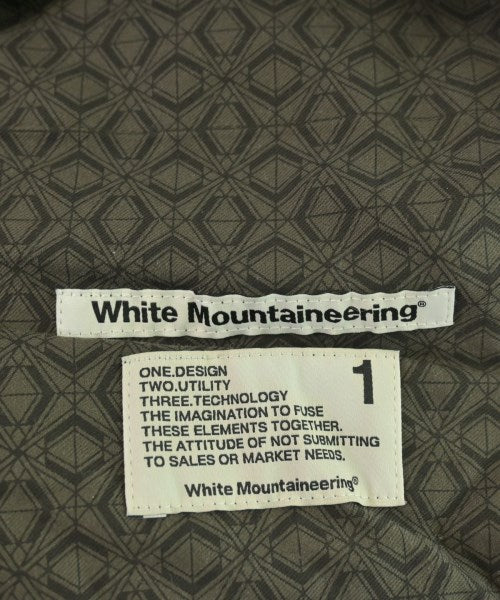 White Mountaineering®
ONE.DESIGN
TWO.UTILITY
THREE.TECHNOLOGY
THE IMAGINATION TO FUSE
THESE ELEMENTS TOGETHER.
THE ATTITUDE OF NOT SUBMITTING
TO SALES OR MARKET NEEDS.
1
White Mountaineering®